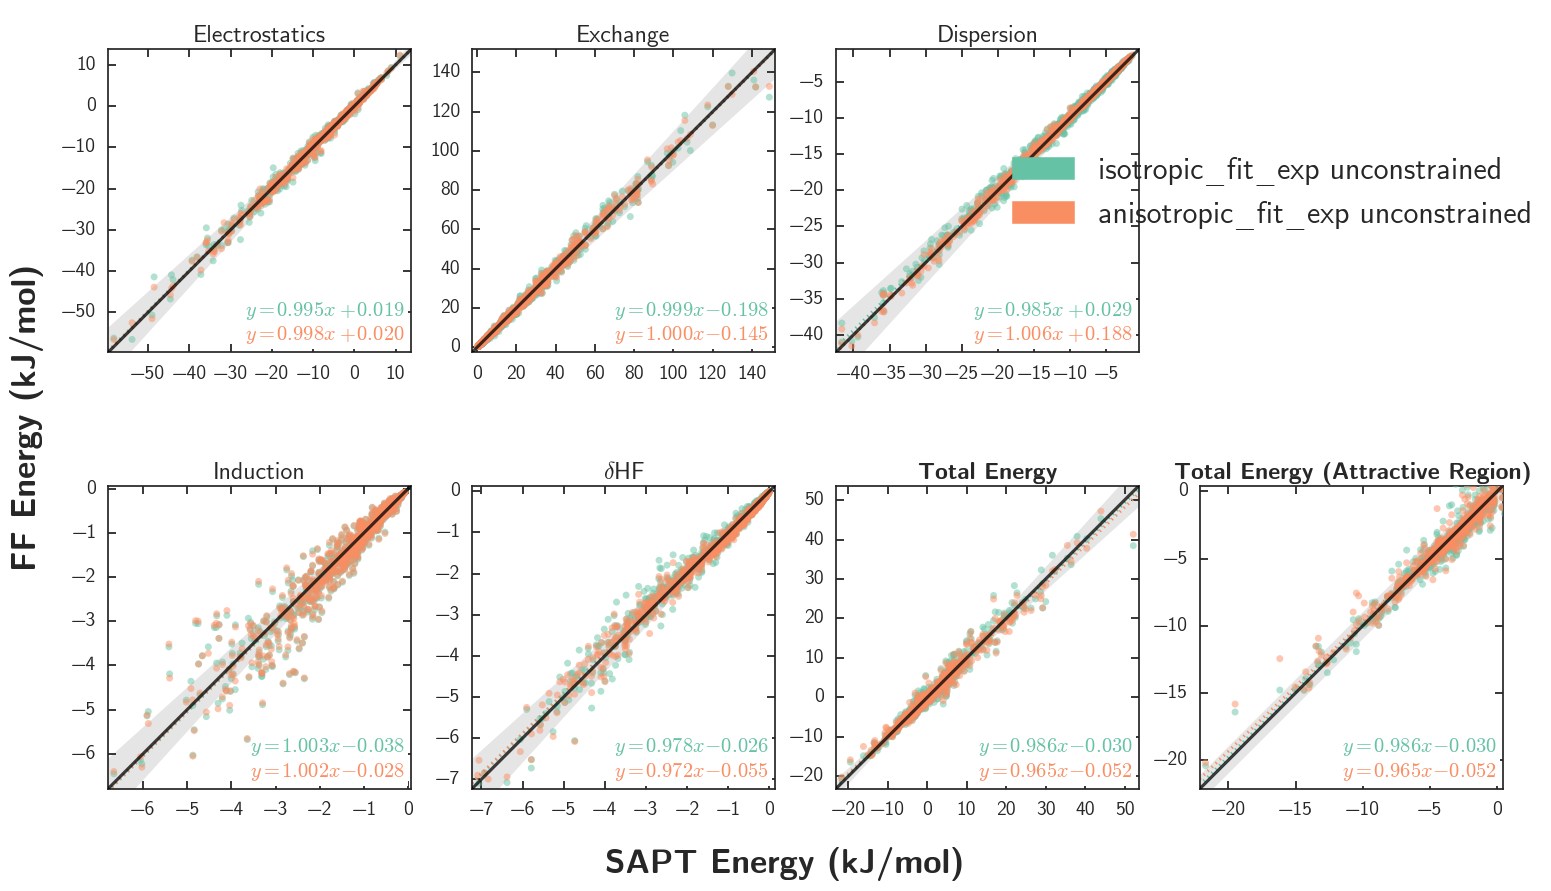 Electrostatics
Exchange
Dispersion
10
0
−10
−20
−30
−40
−50
−50 −40 −30 −20 −10 0 10
y=0.995x+0.019
y=0.998x+0.020
140
120
100
80
60
40
20
0
0 20 40 60 80 100 120 140
y=0.999x−0.198
y=1.000x−0.145
−5
−10
−15
−20
−25
−30
−35
−40
−40 −35 −30 −25 −20 −15 −10 −5
y=0.985x+0.029
y=1.006x+0.188
isotropic_fit_exp unconstrained
anisotropic_fit_exp unconstrained
FF Energy (kJ/mol)
Induction
δHF
Total Energy
Total Energy (Attractive Region)
0
−1
−2
−3
−4
−5
−6
−6 −5 −4 −3 −2 −1 0
y=1.003x−0.038
y=1.002x−0.028
0
−1
−2
−3
−4
−5
−6
−7
−7 −6 −5 −4 −3 −2 −1 0
y=0.978x−0.026
y=0.972x−0.055
50
40
30
20
10
0
−10
−20
−20 −10 0 10 20 30 40 50
y=0.986x−0.030
y=0.965x−0.052
0
−5
−10
−15
−20
−20 −15 −10 −5 0
y=0.986x−0.030
y=0.965x−0.052
SAPT Energy (kJ/mol)